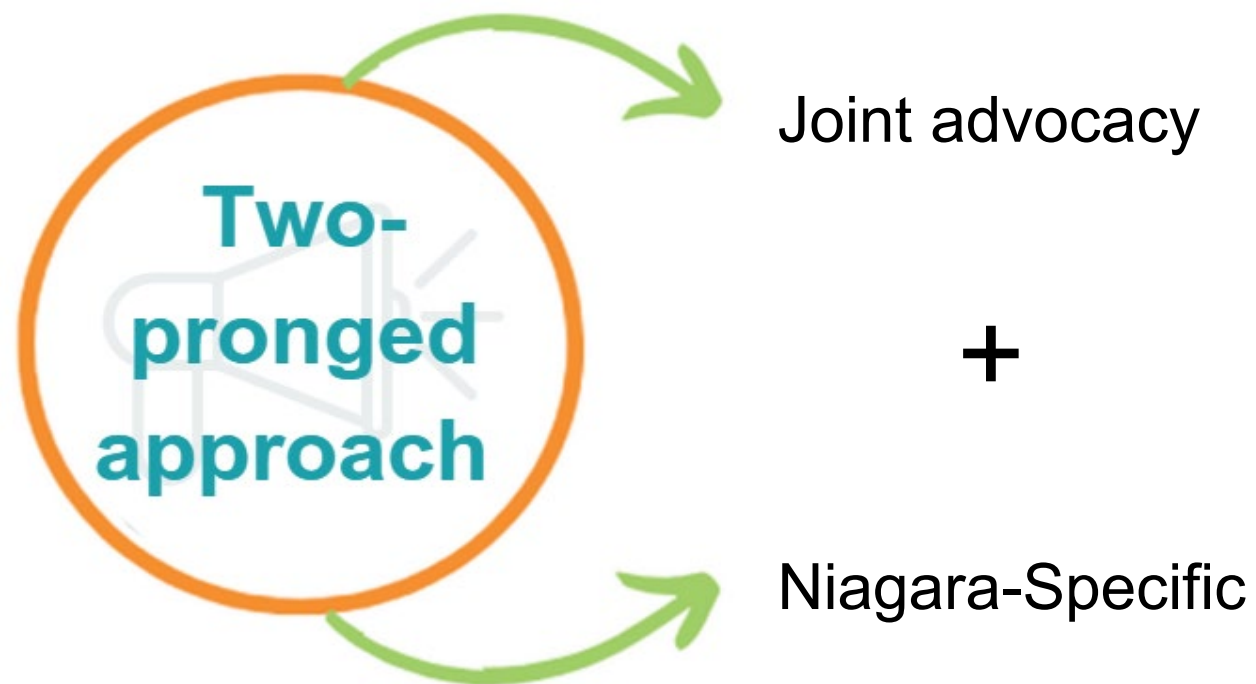 Two-
pronged
approach
Joint advocacy
+
Niagara-Specific